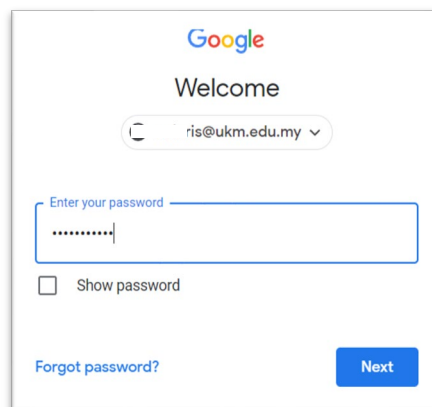 Google
Welcome
ris@ukm.edu.my
Enter your password
•••••••••••
Show password
Forgot password?
Next